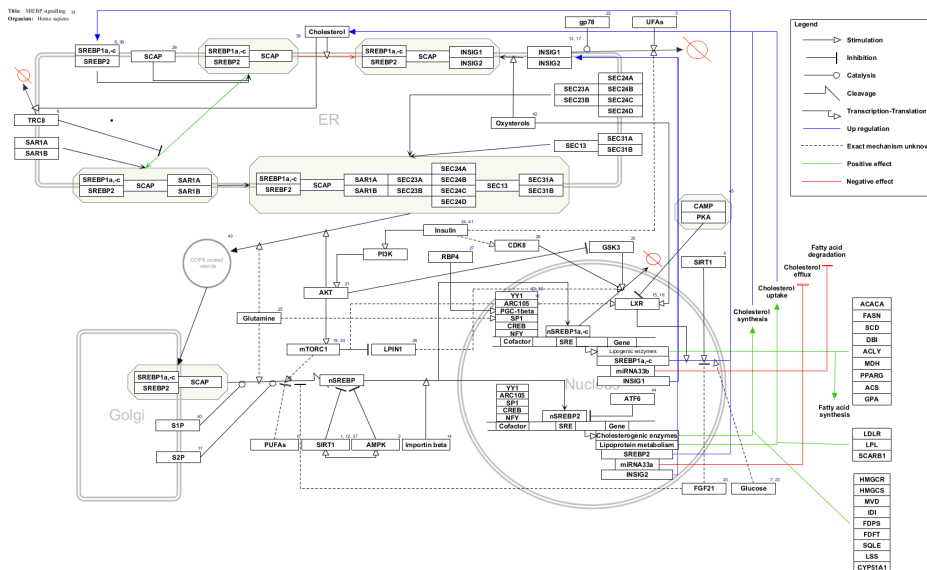 Title: SREBP signalling 31
Organism: Homo sapiens
SREBP1a,-c
SREBP2
SCAP
SREBP1a,-c
SREBP2
SCAP
Cholesterol
SREBP1a,-c
SREBP2
SCAP
INSIG1
INSIG2
INSIG1
INSIG2
gp78
UFAs
TRC8
SAR1A
SAR1B
ER
SEC23A
SEC23B
SEC24A
SEC24B
SEC24C
SEC24D
Oxysterols
SEC13
SEC31A
SEC31B
SREBP1a,-c
SREBP2
SCAP
SAR1A
SAR1B
SREBP1a,-c
SREBF2
SCAP
SAR1A
SAR1B
SEC23A
SEC23B
SEC24A
SEC24B
SEC24C
SEC24D
SEC13
SEC31A
SEC31B
Legend
Stimulation
Inhibition
Catalysis
Cleavage
Transcription-Translation
Up regulation
Exact mechanism unknow
Positive effect
Negative effect
CAMP
PKA
COPII coated
vesicle
Insulin
PI3K
CDK8
GSK3
RBP4
SIRT1
AKT
Glutamine
mTORC1
LPIN1
YY1
ARC105
PGC-1beta
SP1
CREB
NFY
Cofactor
nSREBP1a,-c
SRE
Gene
LXR
Lipogenic enzymes
SREBP1a,-c
miRNA33b
INSIG1
Nucleus
Fatty acid
degradation
Cholesterol
efflux
Cholesterol
uptake
Cholesterol
synthesis
Fatty acid
synthesis
ACACA
FASN
SCD
DBI
ACLY
MDH
PPARG
ACS
GPA
SREBP1a,-c
SREBP2
SCAP
Golgi
nSREBP
S1P
S2P
PUFAs
SIRT1
AMPK
importin beta
YY1
ARC105
SP1
CREB
NFY
Cofactor
nSREBP2
SRE
Gene
ATF6
Cholesterogenic enzymes
Lipoprotein metabolism
SREBP2
miRNA33a
INSIG2
FGF21
Glucose
LDLR
LPL
SCARB1
HMGCR
HMGCS
MVD
IDI
FDPS
FDFT
SQLE
LSS
CYP51A1